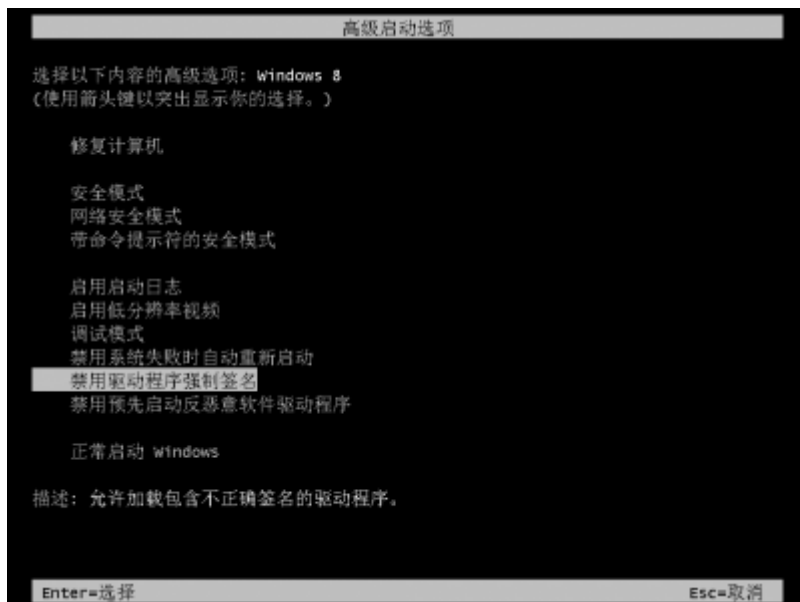 高级启动选项
选择以下内容的高级选项: Windows 8
(使用箭头键以突出显示你的选择。)
修复计算机
安全模式
网络安全模式
带命令提示符的安全模式
启用启动日志
启用低分辨率视频
调试模式
禁用系统失败时自动重新启动
禁用驱动程序强制签名
禁用预先启动反恶意软件驱动程序
正常启动 Windows
描述: 允许加载包含不正确签名的驱动程序。
Enter=选择 Esc=取消